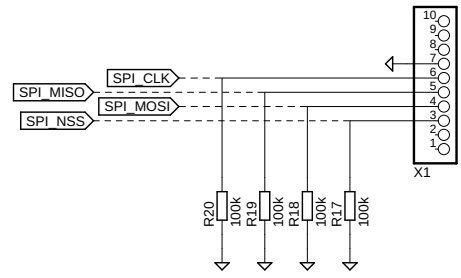 10
9
8
7
SPI_CLK
6
SPI_MISO
5
SPI_MOSI
4
SPI_NSS
3
2
1
X1
R20
100k
R19
100k
R18
100k
R17
100k